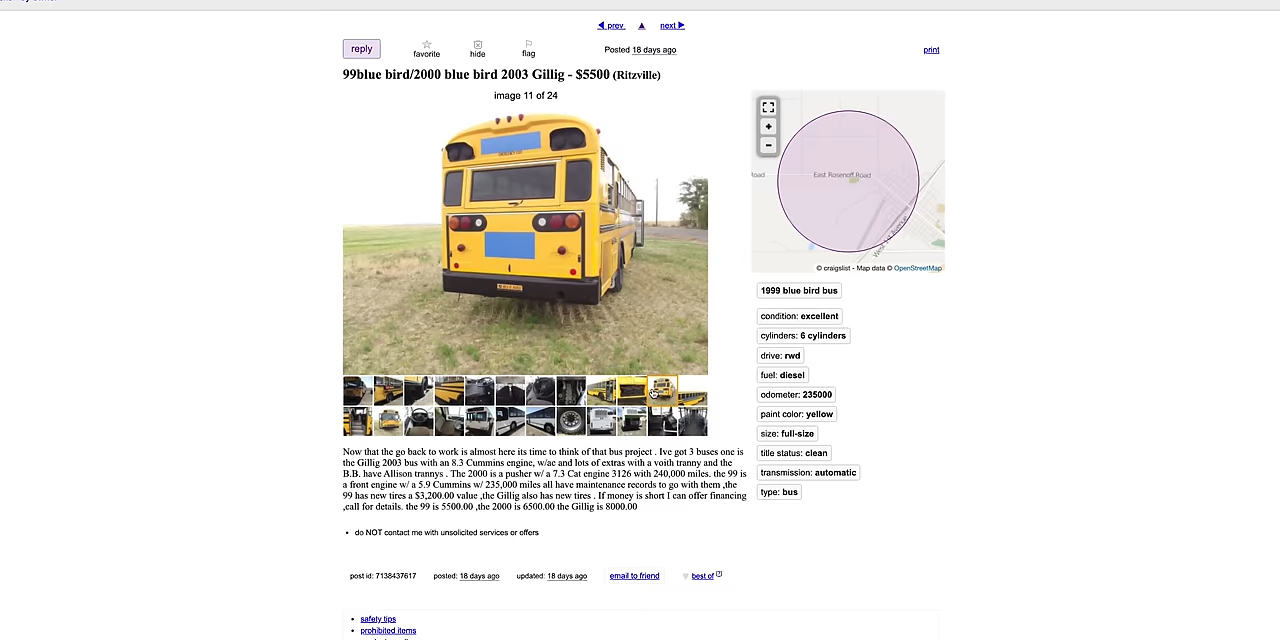 prev.
▲
next
reply
favorite
hide
flag
Posted 18 days ago
print
99blue bird/2000 blue bird 2003 Gillig - $5500 (Ritzville)
image 11 of 24
+
−
East Rosenoff Road
© craigslist - Map data © OpenStreetMap
1999 blue bird bus
condition: excellent
cylinders: 6 cylinders
drive: rwd
fuel: diesel
odometer: 235000
paint color: yellow
size: full-size
title status: clean
transmission: automatic
type: bus
Now that the go back to work is almost here its time to think of that bus project . Ive got 3 buses one is
the Gillig 2003 bus with an 8.3 Cummins engine, w/ac and lots of extras with a voith tranny and the
B.B. have Allison trannys . The 2000 is a pusher w/ a 7.3 Cat engine 3126 with 240,000 miles. the 99 is
a front engine w/ a 5.9 Cummins w/ 235,000 miles all have maintenance records to go with them ,the
99 has new tires a $3,200.00 value ,the Gillig also has new tires . If money is short I can offer financing
,call for details. the 99 is 5500.00 ,the 2000 is 6500.00 the Gillig is 8000.00
• do NOT contact me with unsolicited services or offers
post id: 7138437617
posted: 18 days ago
updated: 18 days ago
email to friend
best of [?]
• safety tips
• prohibited items